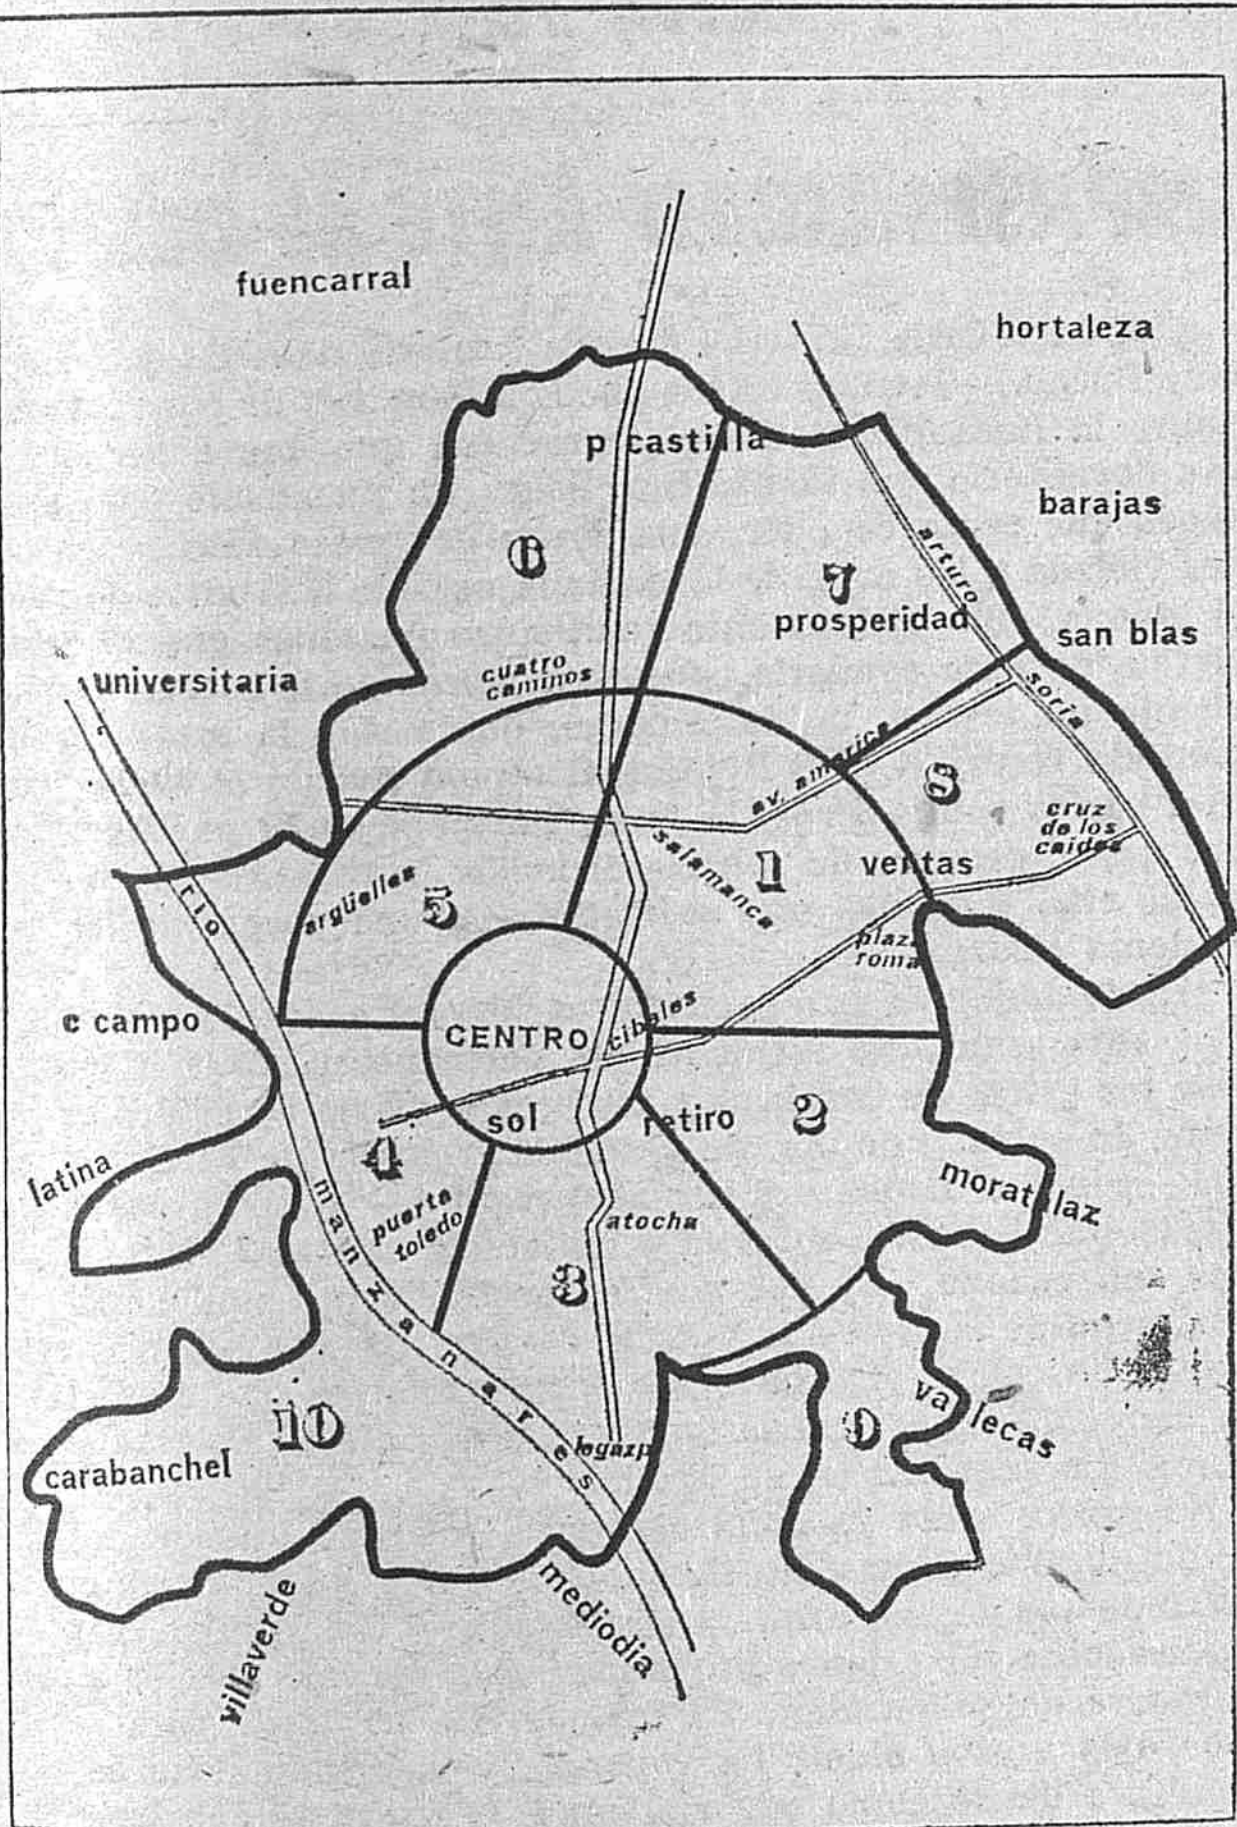 fuencarral
hortaleza
p castilla
barajas
6
arturo
7
prosperidad
san blas
cuatro
caminos
universitaria
soria
av. america
8
cruz
de los
caidos
salamanca
1
ventas
argüelles
5
rio
plaza
roma
c campo
CENTRO
cibeles
sol
retiro
2
4
latina
moratalaz
puerta
toledo
atocha
manzanares
3
vallecas
10
9
legazpi
carabanchel
villaverde
mediodia